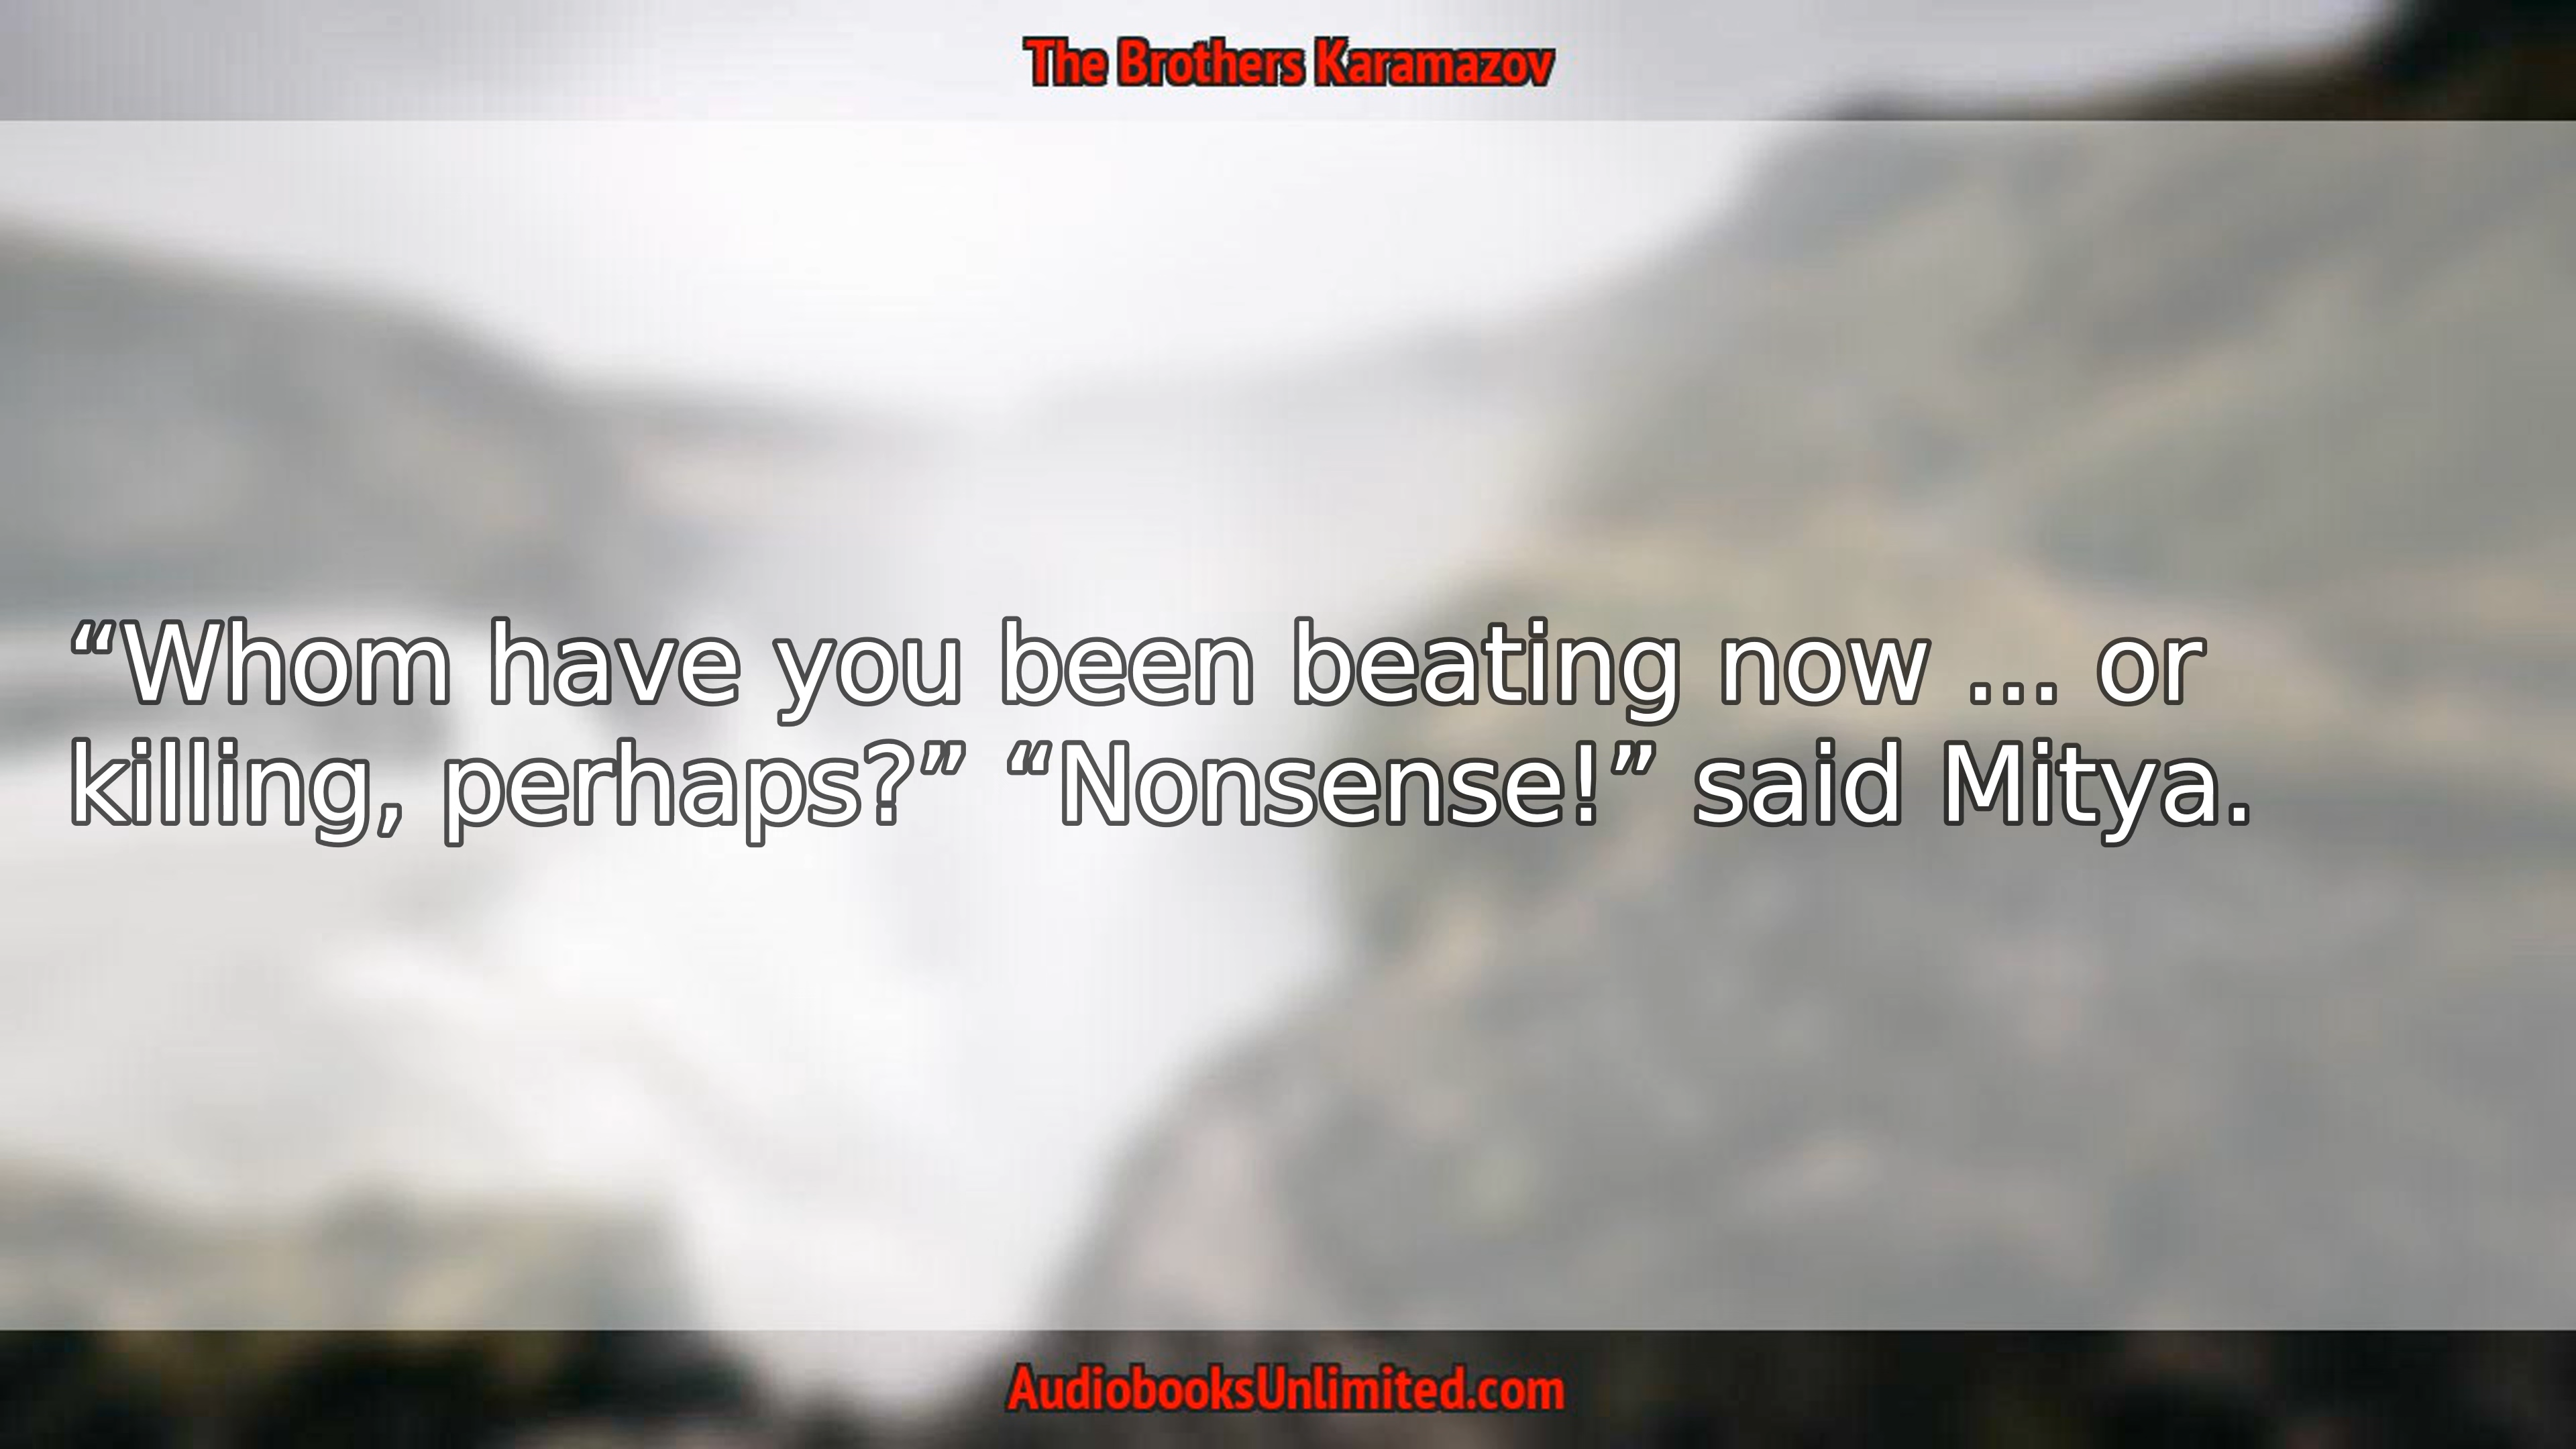 The Brothers Karamazov
“Whom have you been beating now ... or
killing, perhaps?” “Nonsense!” said Mitya.
AudiobooksUnlimited.com